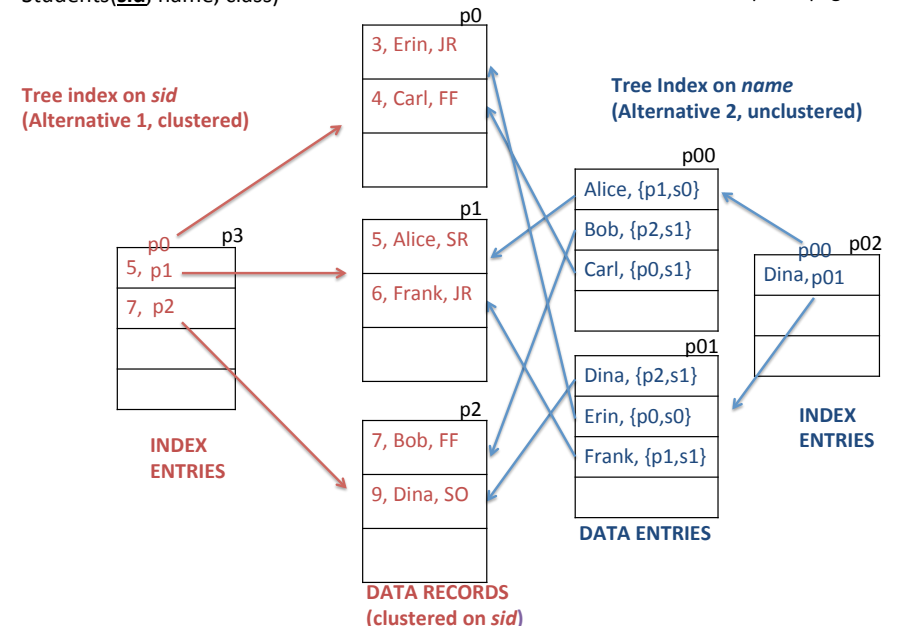 Students(sid, name, class)
p0
3, Erin, JR
4, Carl, FF
Tree index on sid
(Alternative 1, clustered)
Tree Index on name
(Alternative 2, unclustered)
p3
p0
5, p1
7, p2
INDEX
ENTRIES
p1
5, Alice, SR
6, Frank, JR
p2
7, Bob, FF
9, Dina, SO
DATA RECORDS
(clustered on sid)
p00
Alice, {p1,s0}
Bob, {p2,s1}
Carl, {p0,s1}
p01
Dina, {p2,s1}
Erin, {p0,s0}
Frank, {p1,s1}
DATA ENTRIES
p02
p00
Dina, p01
INDEX
ENTRIES